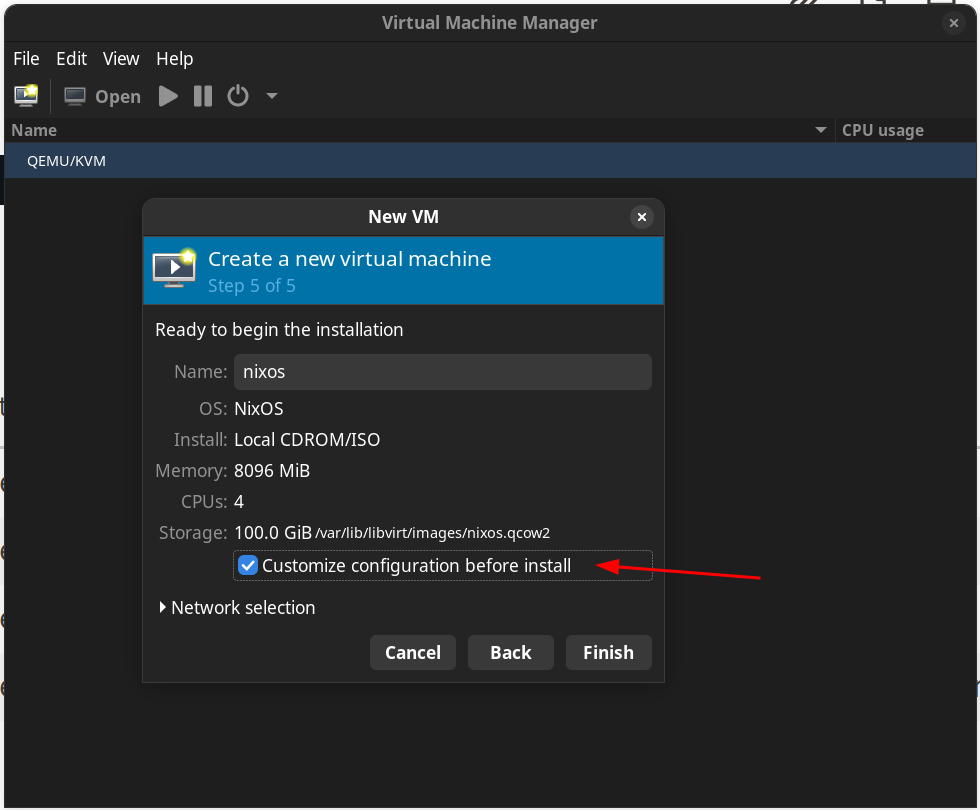 Virtual Machine Manager
File Edit View Help
Open
Name CPU usage
QEMU/KVM
New VM
Create a new virtual machine
Step 5 of 5
Ready to begin the installation
Name: nixos
OS: NixOS
Install: Local CDROM/ISO
Memory: 8096 MiB
CPUs: 4
Storage: 100.0 GiB /var/lib/libvirt/images/nixos.qcow2
Customize configuration before install
Network selection
Cancel Back Finish